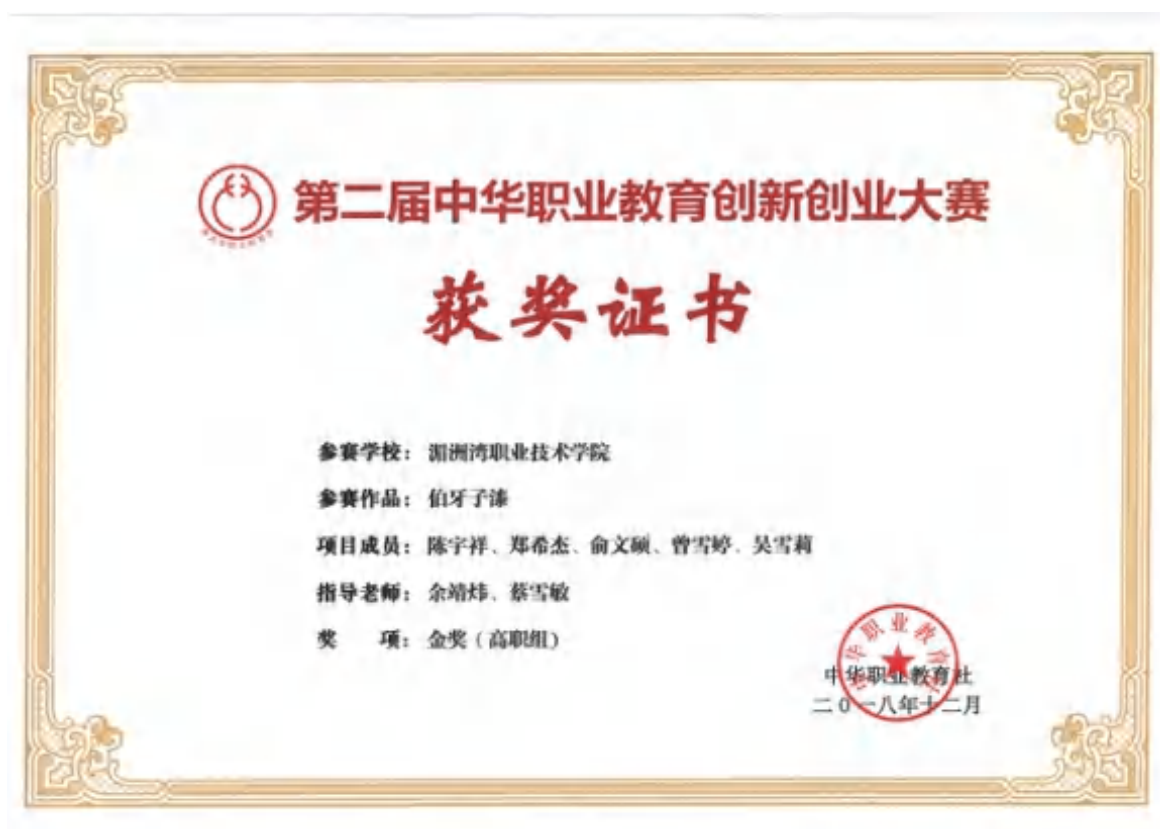 第二届中华职业教育创新创业大赛
获奖证书
参赛学校：湄洲湾职业技术学院
参赛作品：伯牙子漆
项目成员：陈宇祥、郑希杰、俞文硕、曾雪婷、吴雪莉
指导老师：余靖炜、蔡雪敏
奖 项：金奖（高职组）
中华职业教育社
二0一八年十二月